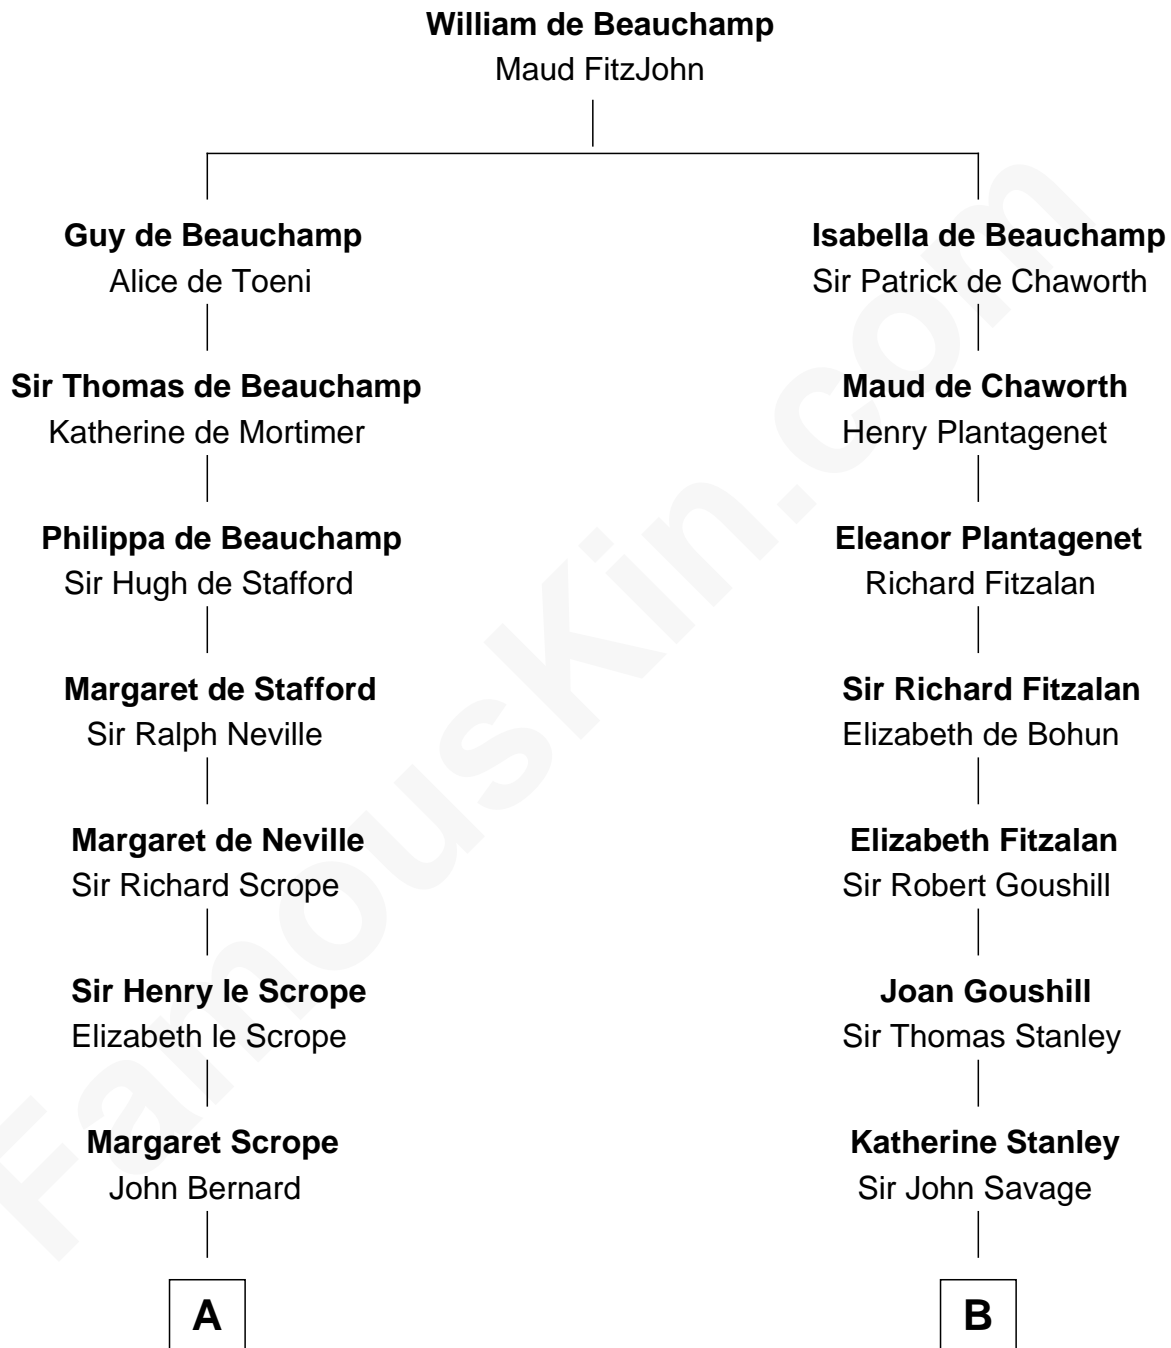 William de Beauchamp
Maud FitzJohn
Guy de Beauchamp
Alice de Toeni
Isabella de Beauchamp
Sir Patrick de Chaworth
Sir Thomas de Beauchamp
Katherine de Mortimer
Maud de Chaworth
Henry Plantagenet
Philippa de Beauchamp
Sir Hugh de Stafford
Eleanor Plantagenet
Richard Fitzalan
Margaret de Stafford
Sir Ralph Neville
Sir Richard Fitzalan
Elizabeth de Bohun
Margaret de Neville
Sir Richard Scrope
Elizabeth Fitzalan
Sir Robert Goushill
Sir Henry le Scrope
Elizabeth le Scrope
Joan Goushill
Sir Thomas Stanley
Margaret Scrope
John Bernard
Katherine Stanley
Sir John Savage
A
B
FamousKin.com